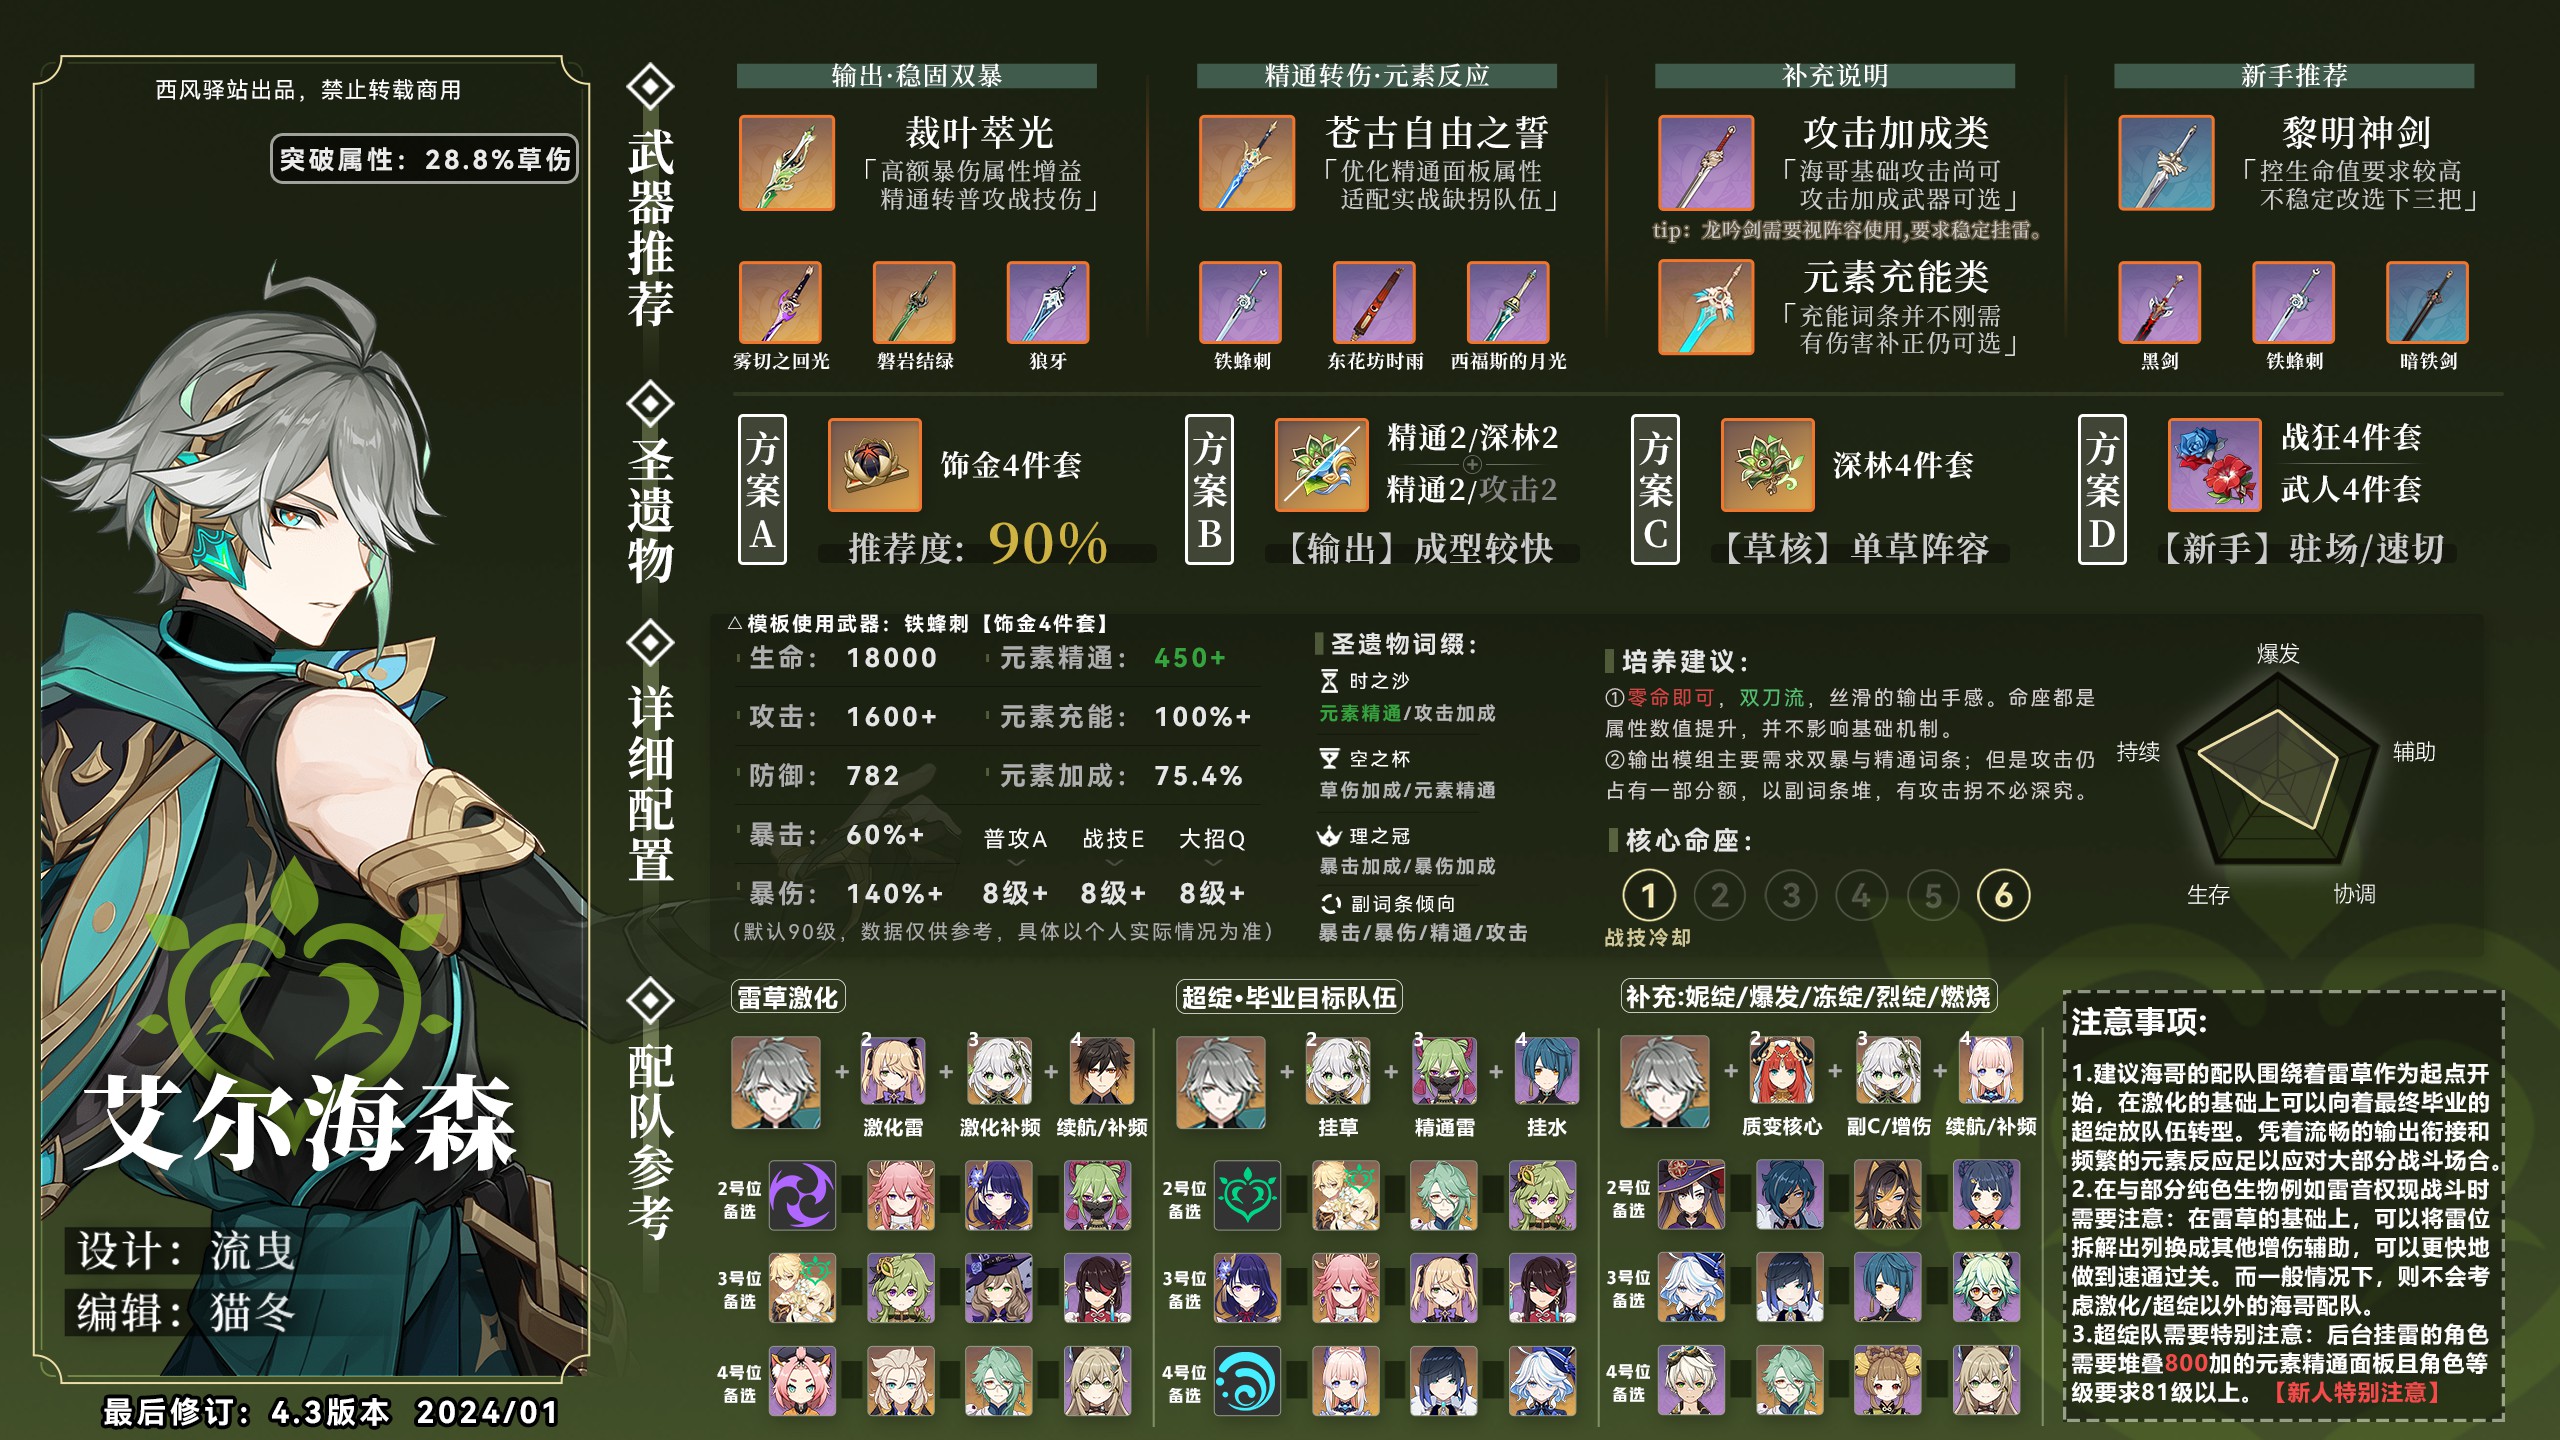 西风驿站出品，禁止转载商用
突破属性：28.8%草伤
艾尔海森
设计：流曳
编辑：猫冬
最后修订：4.3版本 2024/01
武器推荐
输出·稳固双暴
裁叶萃光
「高额暴伤属性增益
精通转普攻战技伤」
雾切之回光
磐岩结绿
狼牙
精通转伤·元素反应
苍古自由之誓
「优化精通面板属性
适配实战缺拐队伍」
铁蜂刺
东花坊时雨
西福斯的月光
补充说明
攻击加成类
「海哥基础攻击尚可
攻击加成武器可选」
tip：龙吟剑需要视阵容使用,要求稳定挂雷。
元素充能类
「充能词条并不刚需
有伤害补正仍可选」
新手推荐
黎明神剑
「控生命值要求较高
不稳定改选下三把」
黑剑
铁蜂刺
暗铁剑
圣遗物
方案A
饰金4件套
推荐度：90%
方案B
精通2/深林2
精通2/攻击2
【输出】成型较快
方案C
深林4件套
【草核】单草阵容
方案D
战狂4件套
武人4件套
【新手】驻场/速切
详细配置
△模板使用武器：铁蜂刺【饰金4件套】
生命：18000
元素精通：450+
攻击：1600+
元素充能：100%+
防御：782
元素加成：75.4%
暴击：60%+
普攻A 战技E 大招Q
暴伤：140%+
8级+ 8级+ 8级+
（默认90级，数据仅供参考，具体以个人实际情况为准）
圣遗物词缀：
时之沙
元素精通/攻击加成
空之杯
草伤加成/元素精通
理之冠
暴击加成/暴伤加成
副词条倾向
暴击/暴伤/精通/攻击
培养建议：
①零命即可，双刀流，丝滑的输出手感。命座都是
属性数值提升，并不影响基础机制。
②输出模组主要需求双暴与精通词条；但是攻击仍
占有一部分额，以副词条堆，有攻击拐不必深究。
核心命座：
1 2 3 4 5 6
战技冷却
爆发
辅助
协调
生存
持续
配队参考
雷草激化
2 3 4
激化雷 激化补频 续航/补频
2号位
备选
3号位
备选
4号位
备选
超绽·毕业目标队伍
2 3 4
挂草 精通雷 挂水
2号位
备选
3号位
备选
4号位
备选
补充:妮绽/爆发/冻绽/烈绽/燃烧
2 3 4
质变核心 副C/增伤 续航/补频
2号位
备选
3号位
备选
4号位
备选
注意事项:
1.建议海哥的配队围绕着雷草作为起点开
始，在激化的基础上可以向着最终毕业的
超绽放队伍转型。凭着流畅的输出衔接和
频繁的元素反应足以应对大部分战斗场合。
2.在与部分纯色生物例如雷音权现战斗时
需要注意：在雷草的基础上，可以将雷位
拆解出列换成其他增伤辅助，可以更快地
做到速通过关。而一般情况下，则不会考
虑激化/超绽以外的海哥配队。
3.超绽队需要特别注意：后台挂雷的角色
需要堆叠800加的元素精通面板且角色等
级要求81级以上。【新人特别注意】